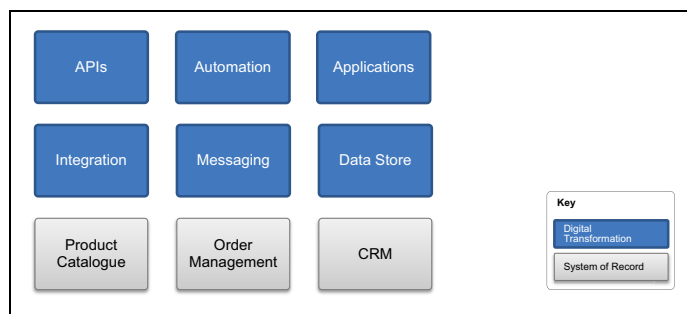 APIs
Automation
Applications
Integration
Messaging
Data Store
Product
Catalogue
Order
Management
CRM
Key
Digital
Transformation
System of Record